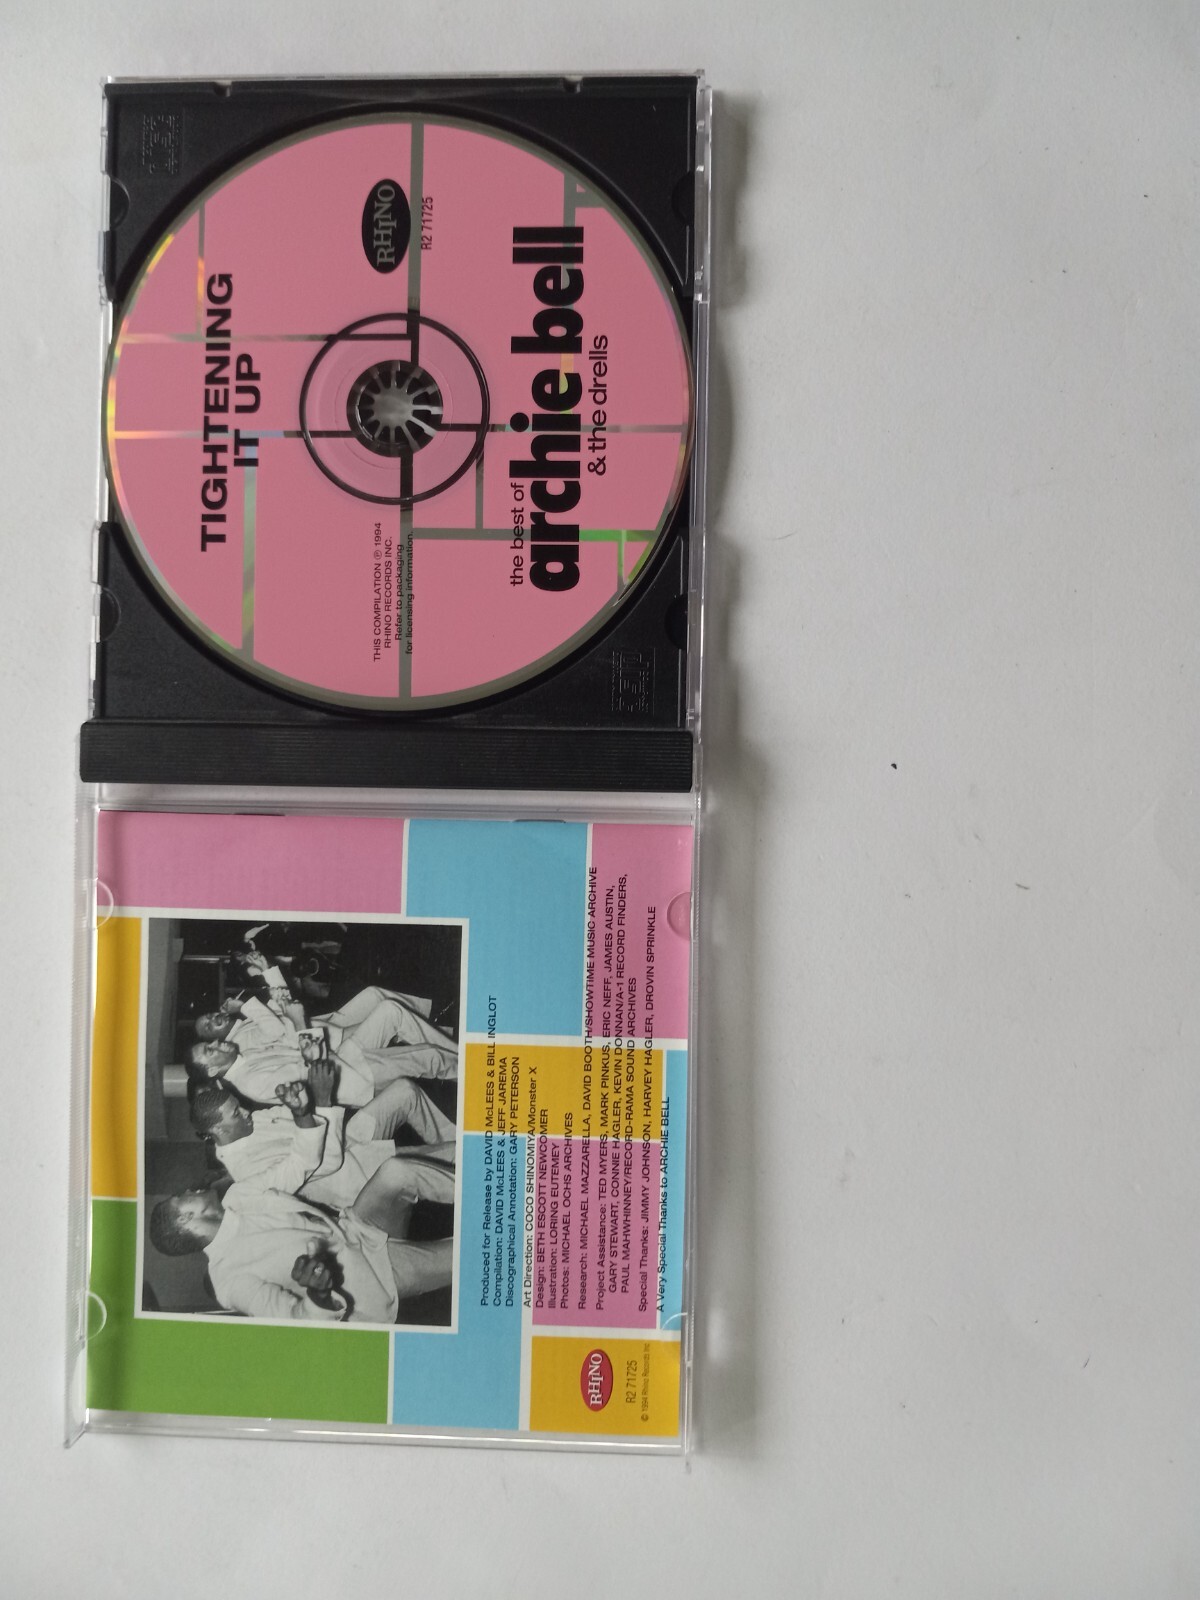 TIGHTENING
IT UP
RHINO
R2 71725
THIS COMPILATION ℗ 1994
RHINO RECORDS INC.
Refer to packaging
for licensing information.
the best of
archie bell
& the drells
Produced for Release by DAVID McLEES & BILL INGLOT
Compilation: DAVID McLEES & JEFF JAREMA
Discographical Annotation: GARY PETERSON
Art Direction: COCO SHINOMIYA/Monster X
Design: BETH ESCOTT NEWCOMER
Illustration: LORING EUTEMEY
Photos: MICHAEL OCHS ARCHIVES
Research: MICHAEL MAZZARELLA, DAVID BOOTH/SHOWTIME MUSIC ARCHIVE
Project Assistance: TED MYERS, MARK PINKUS, ERIC NEFF, JAMES AUSTIN,
GARY STEWART, CONNIE HAGLER, KEVIN DONNAN/A-1 RECORD FINDERS,
PAUL MAHWHINNEY/RECORD-RAMA SOUND ARCHIVES
Special Thanks: JIMMY JOHNSON, HARVEY HAGLER, DROVIN SPRINKLE
A Very Special Thanks to ARCHIE BELL
RHINO
R2 71725
© 1994 Rhino Records Inc.